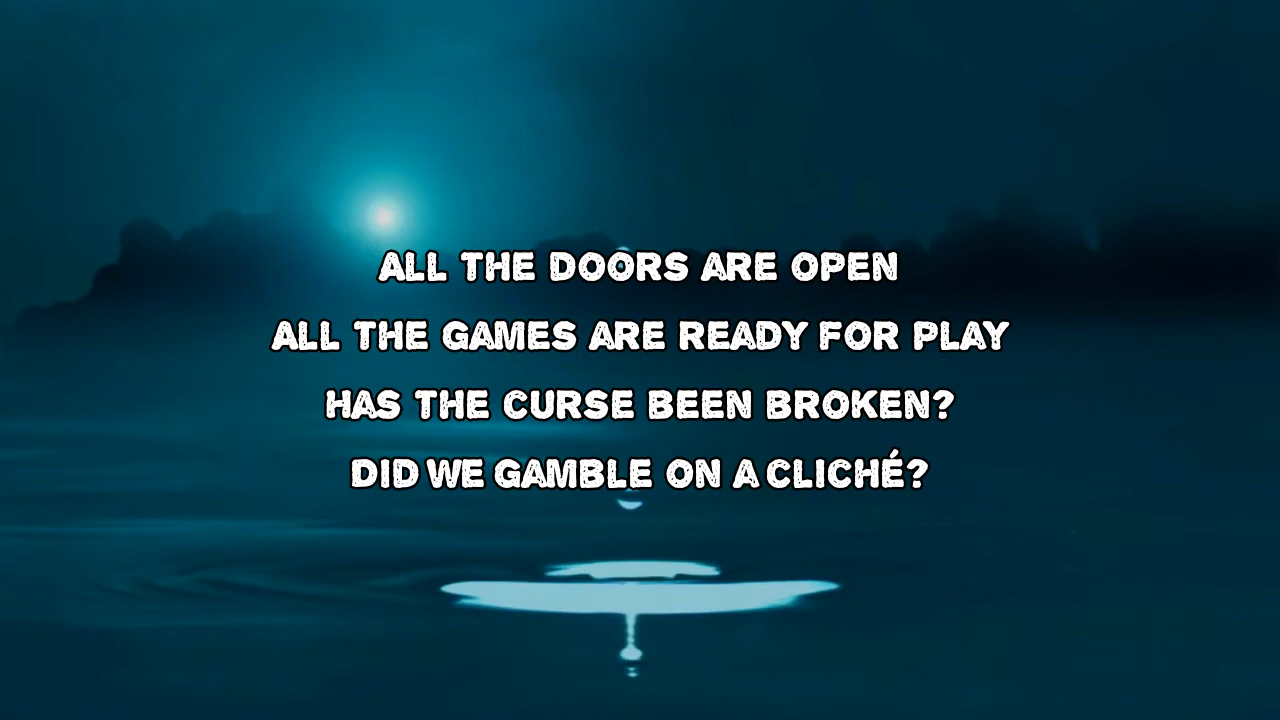 ALL THE DOORS ARE OPEN
ALL THE GAMES ARE READY FOR PLAY
HAS THE CURSE BEEN BROKEN?
DID WE GAMBLE ON A CLICHÉ?